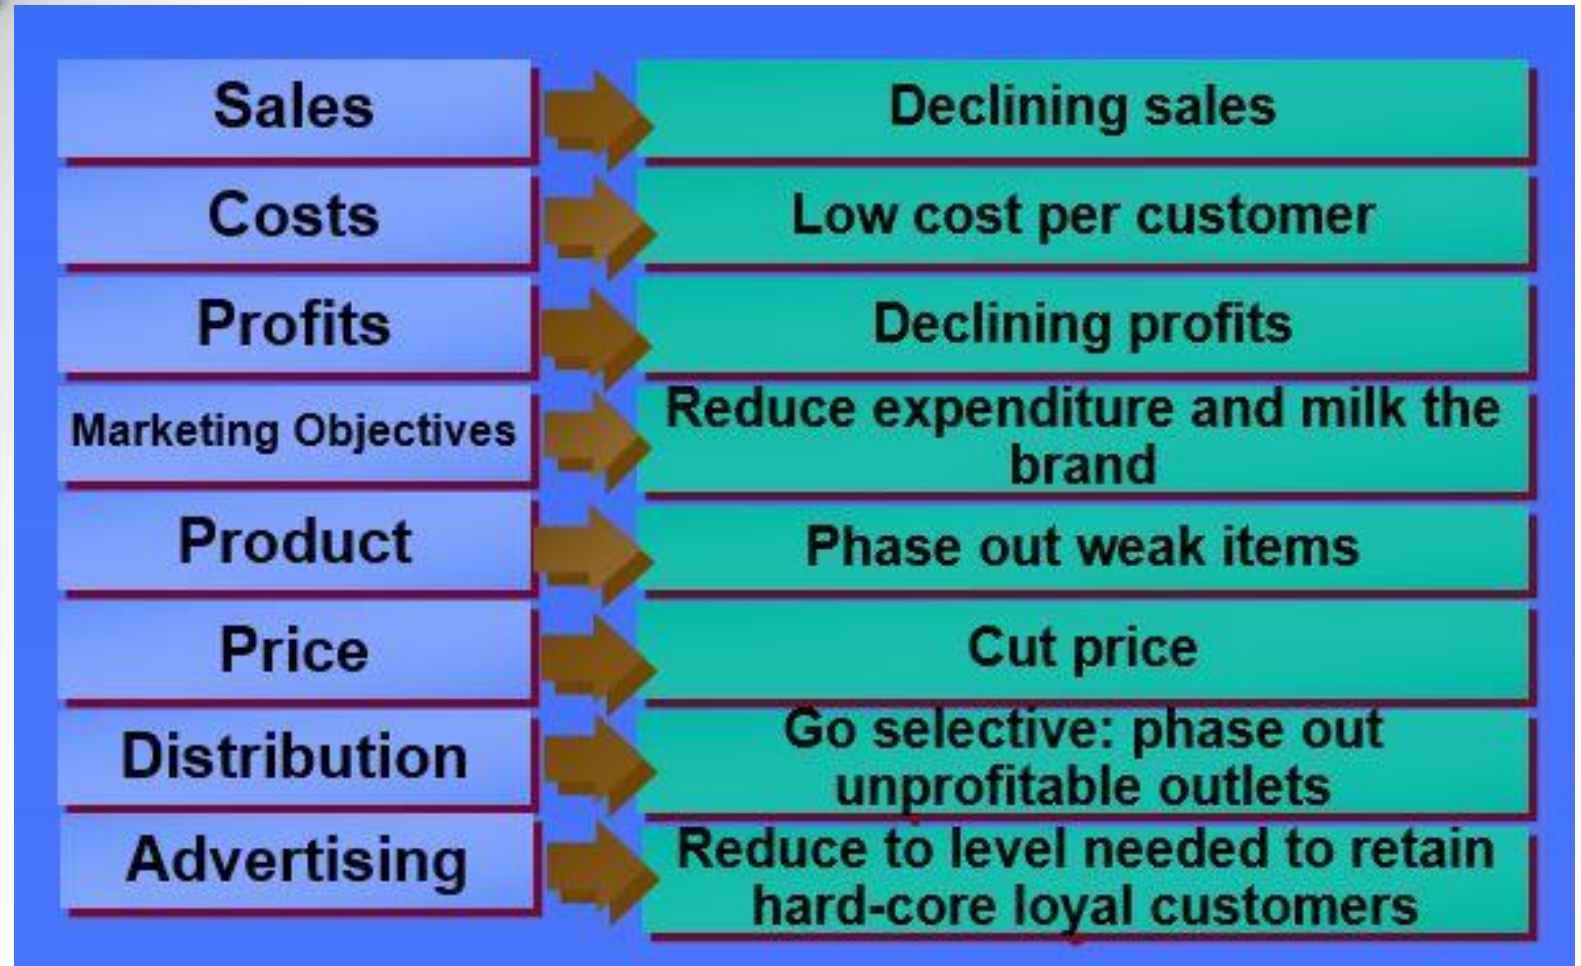 Sales
Declining sales
Costs
Low cost per customer
Profits
Declining profits
Marketing Objectives
Reduce expenditure and milk the
brand
Product
Phase out weak items
Price
Cut price
Distribution
Go selective: phase out
unprofitable outlets
Advertising
Reduce to level needed to retain
hard-core loyal customers